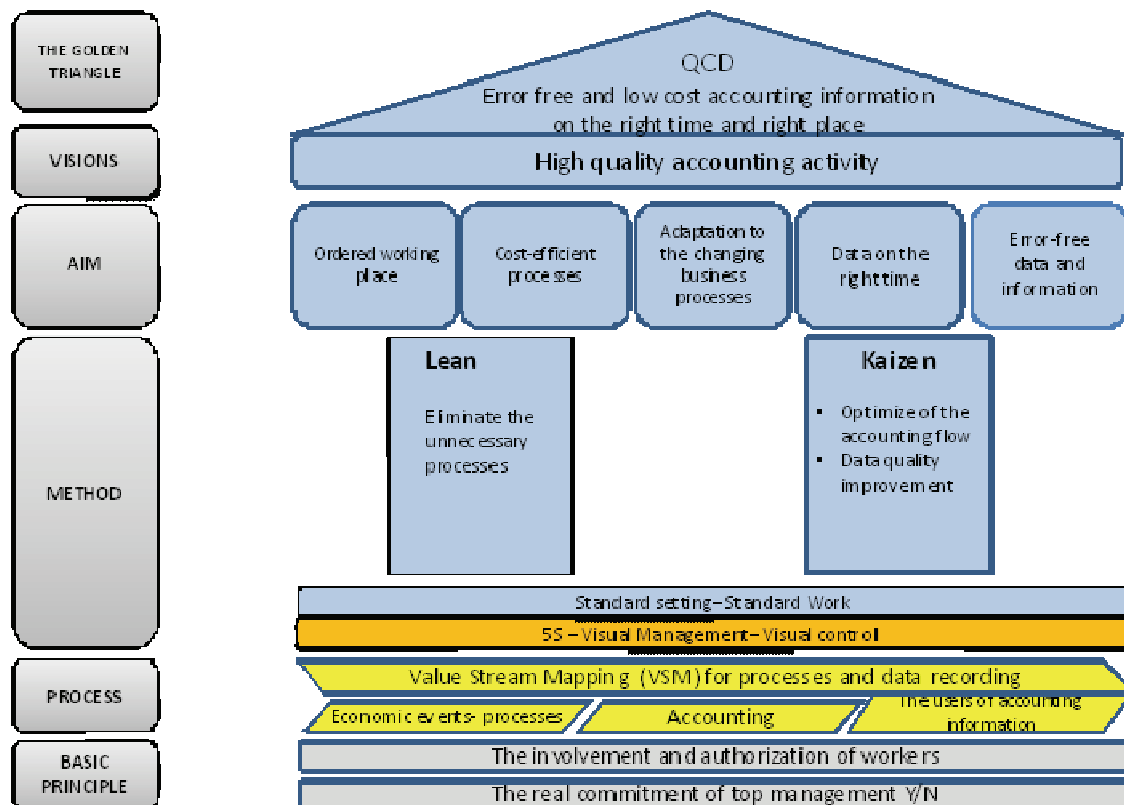 THE GOLDEN
TRIANGLE
QCD
Error free and low cost accounting information
on the right time and right place
VISIONS
High quality accounting activity
AIM
Ordered working
place
Cost-efficient
processes
Adaptation to
the changing
business
processes
Data on the
right time
Error-free
data and
information
METHOD
Lean
Eliminate the
unnecessary
processes
Kaizen
▪ Optimize of the
accounting flow
▪ Data quality
improvement
Standard setting–Standard Work
5S – Visual Management– Visual control
PROCESS
Value Stream Mapping (VSM) for processes and data recording
Economic events- processes
Accounting
The users of accounting
information
BASIC
PRINCIPLE
The involvement and authorization of workers
The real commitment of top management Y/N